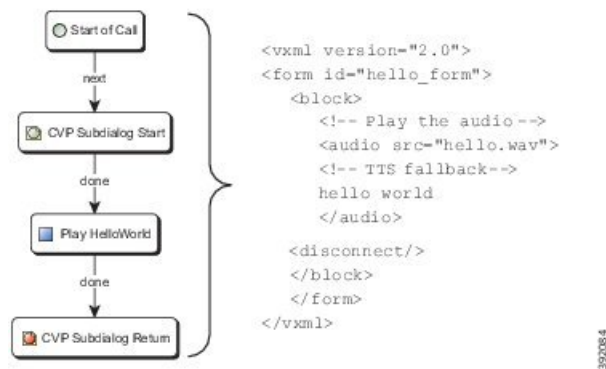 Start of Call
next
CVP Subdialog Start
done
Play HelloWorld
done
CVP Subdialog Return
<vxml version="2.0">
<form id="hello_form">
<block>
<!-- Play the audio-->
<audio src="hello.wav">
<!-- TTS fallback-->
hello world
</audio>
<disconnect/>
</block>
</form>
</vxml>
392084